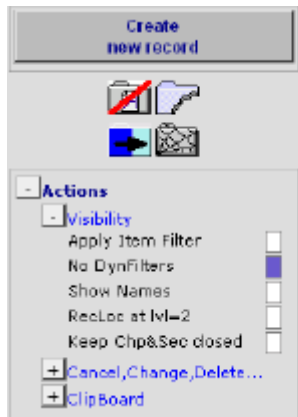 Create
new record
Actions
Visibility
Apply Item Filter
No DynFilters
Show Names
RecLoc at lvl=2
Keep Chp&Sec closed
Cancel,Change,Delete...
ClipBoard